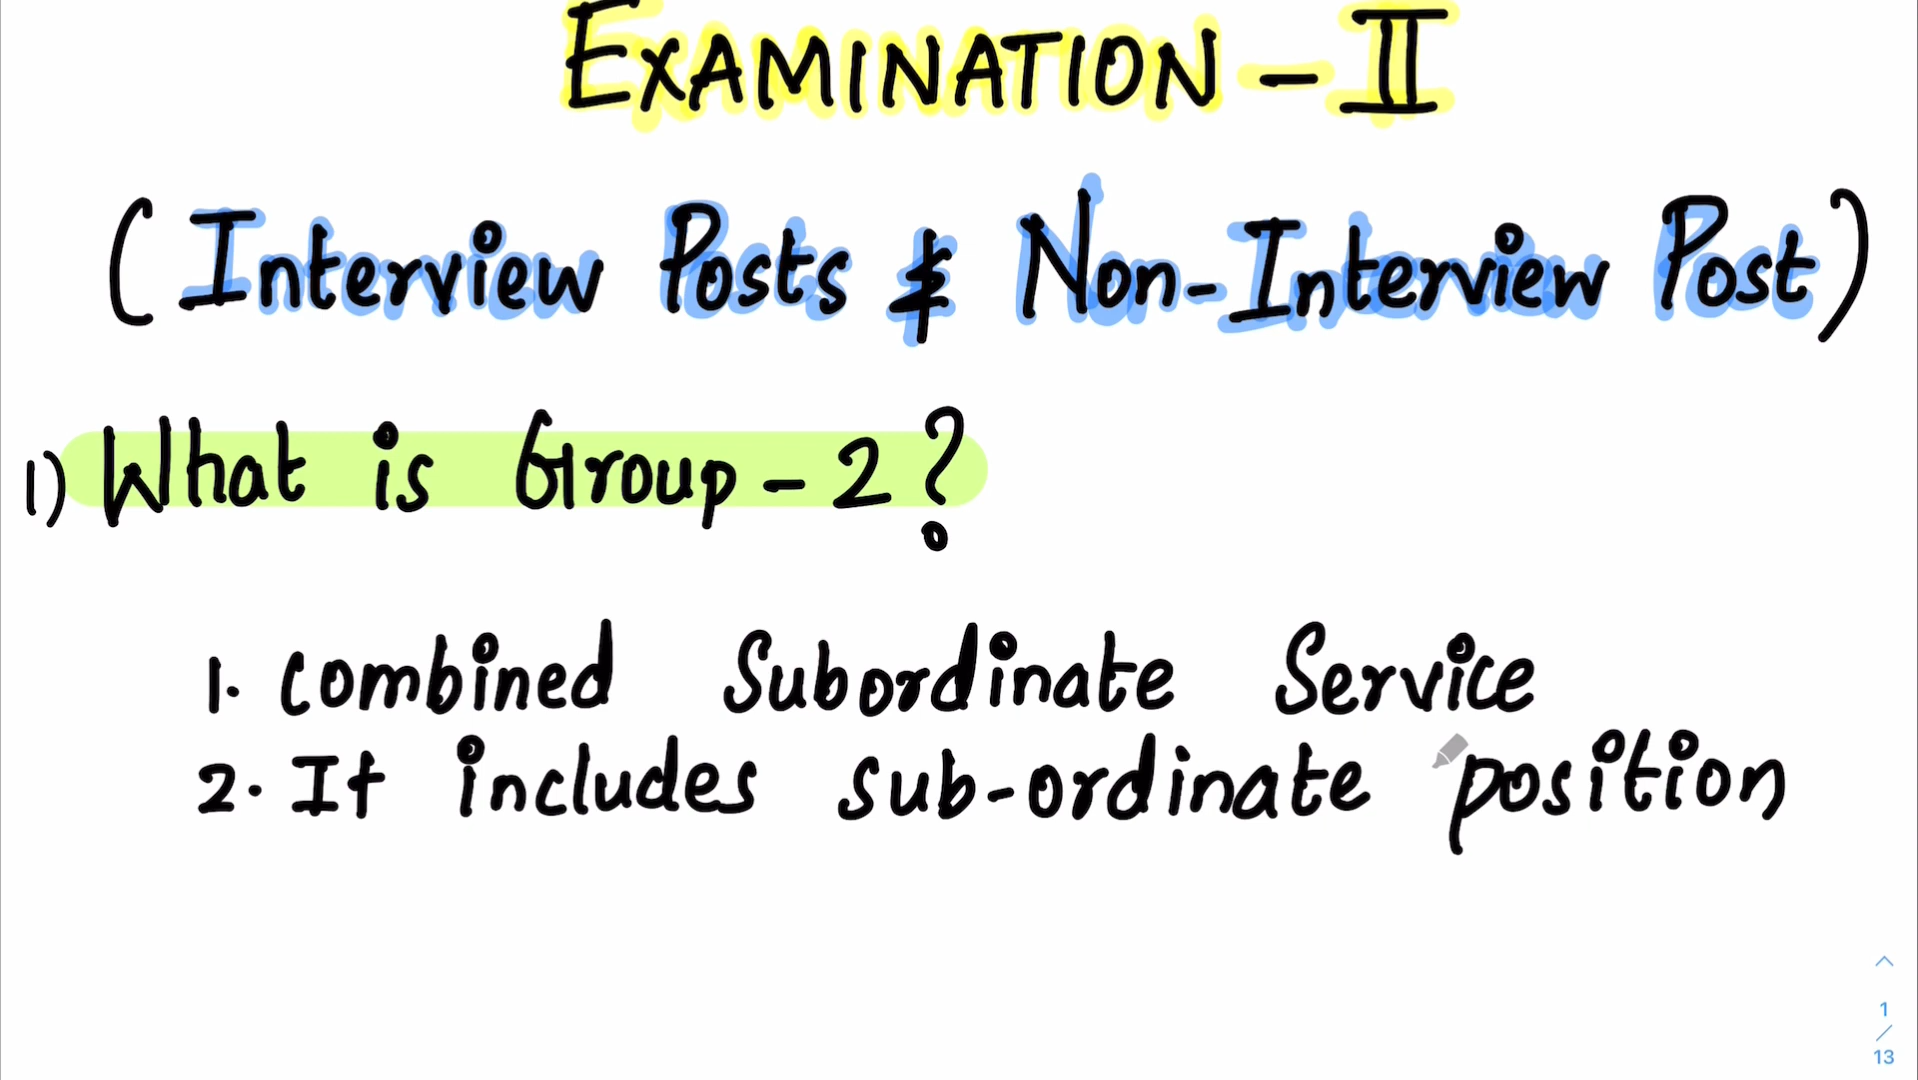 EXAMINATION - II
(Interview Posts & Non-Interview Post)
1) What is Group - 2?
1. Combined Subordinate Service
2. It includes sub-ordinate position
1
/
13